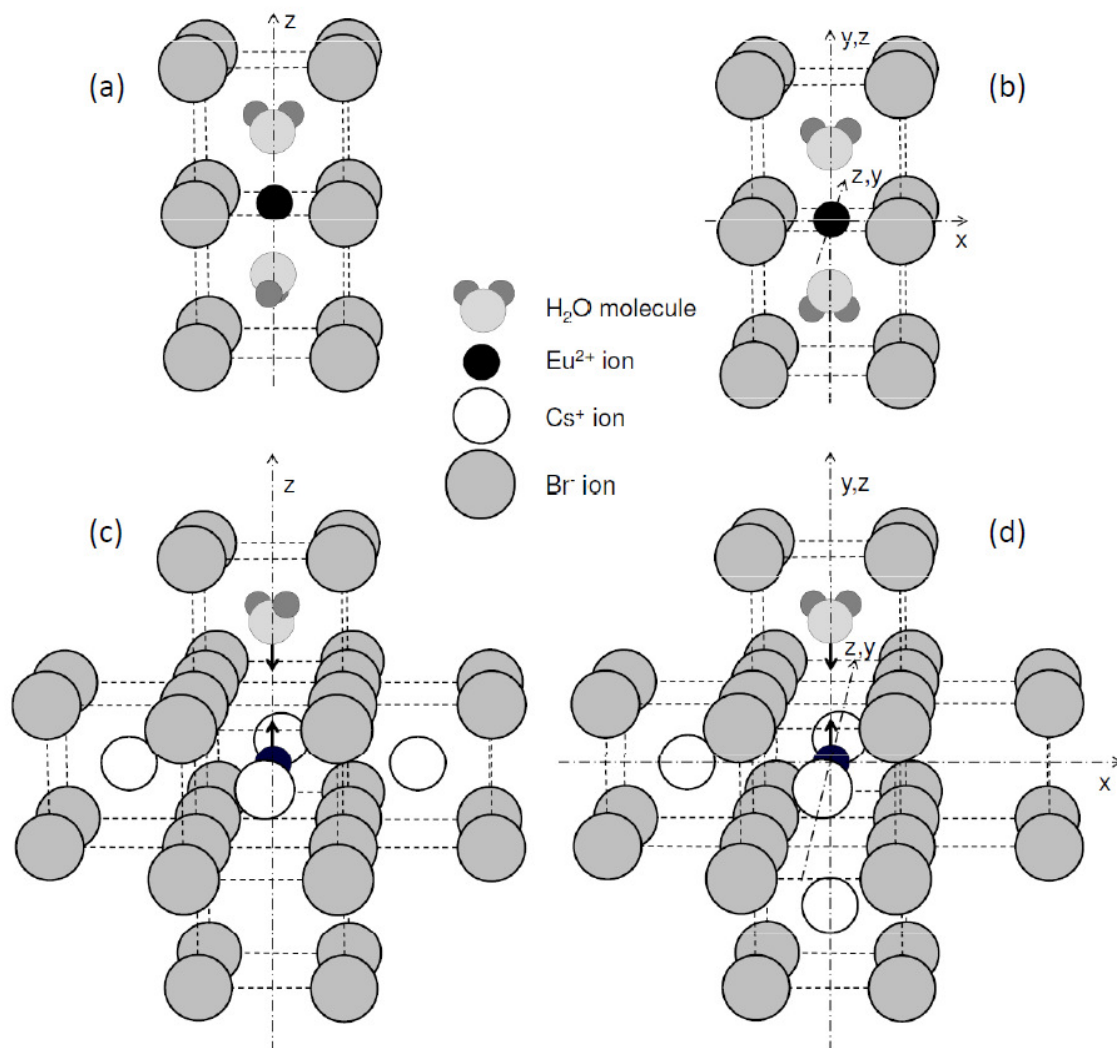 z
(a)
y,z
(b)
z,y
x
H₂O molecule
Eu²⁺ ion
Cs⁺ ion
Br⁻ ion
z
(c)
y,z
(d)
z,y
x